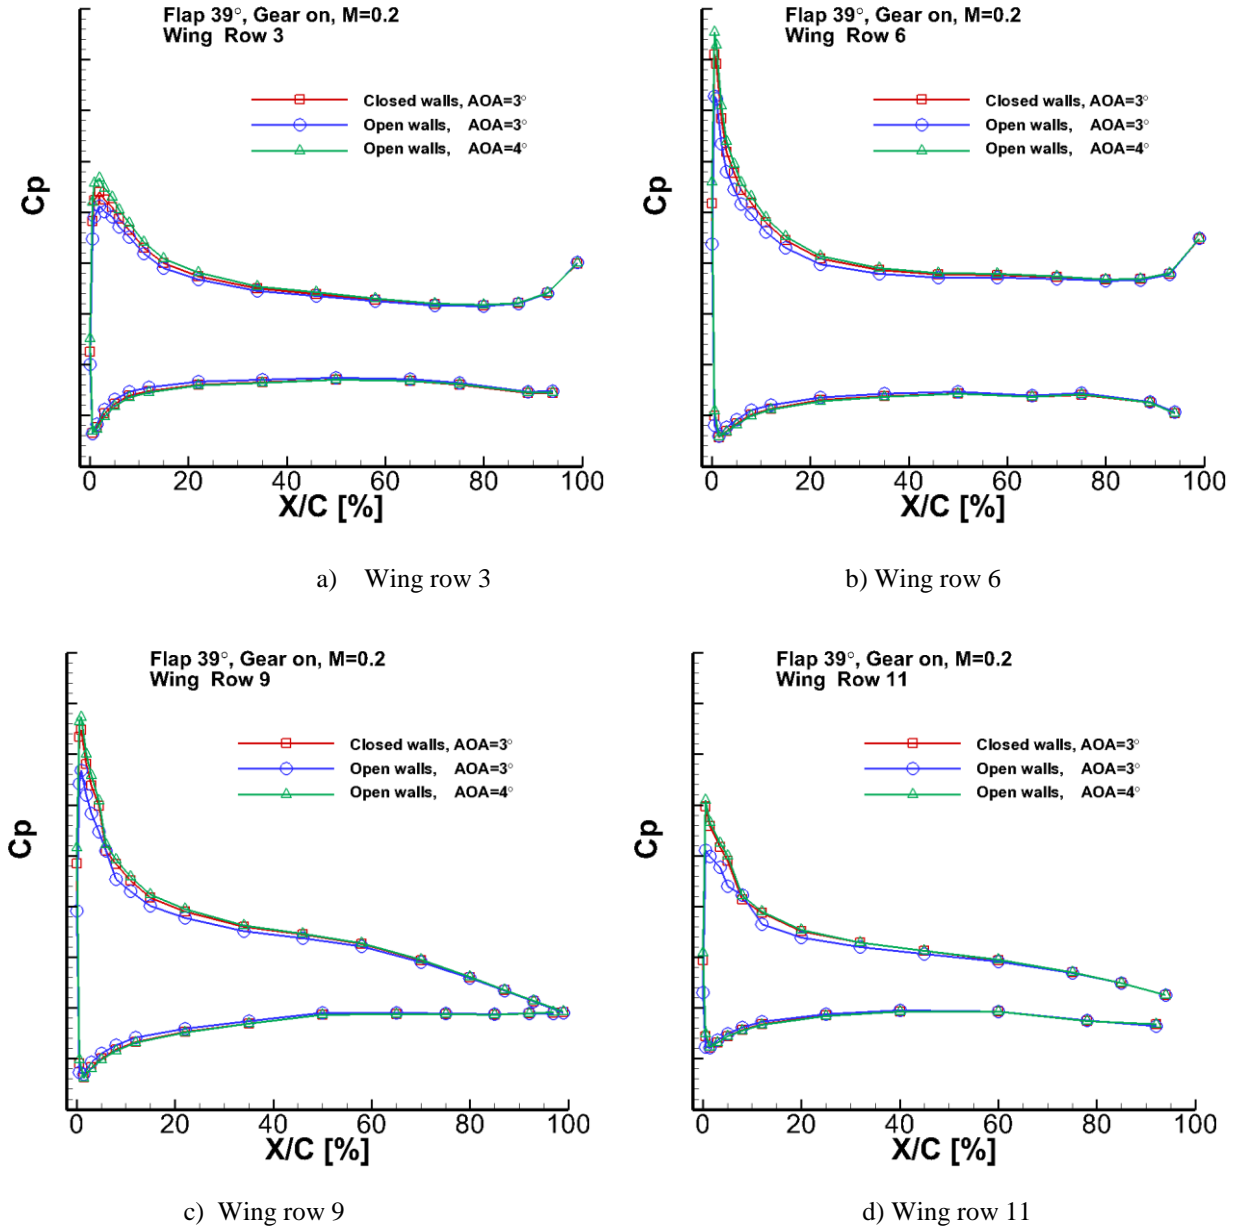 Flap 39°, Gear on, M=0.2
Wing Row 3
Closed walls, AOA=3°
Open walls, AOA=3°
Open walls, AOA=4°
Cp
0 20 40 60 80 100
X/C [%]
a) Wing row 3
Flap 39°, Gear on, M=0.2
Wing Row 6
Closed walls, AOA=3°
Open walls, AOA=3°
Open walls, AOA=4°
Cp
0 20 40 60 80 100
X/C [%]
b) Wing row 6
Flap 39°, Gear on, M=0.2
Wing Row 9
Closed walls, AOA=3°
Open walls, AOA=3°
Open walls, AOA=4°
Cp
0 20 40 60 80 100
X/C [%]
c) Wing row 9
Flap 39°, Gear on, M=0.2
Wing Row 11
Closed walls, AOA=3°
Open walls, AOA=3°
Open walls, AOA=4°
Cp
0 20 40 60 80 100
X/C [%]
d) Wing row 11